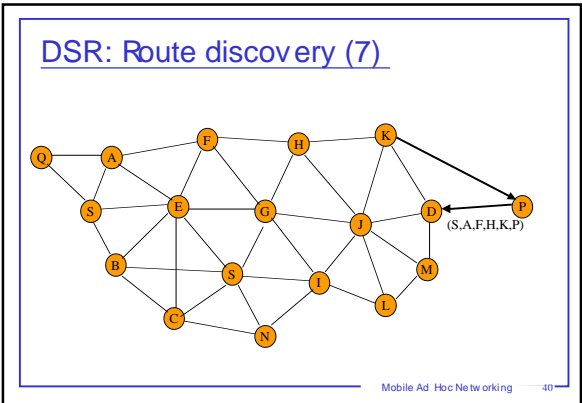 DSR: Route discovery (7)
K
F
H
Q
A
S
E
G
D
P
J
(S,A,F,H,K,P)
B
S
I
M
C
L
N
Mobile Ad Hoc Networking 40